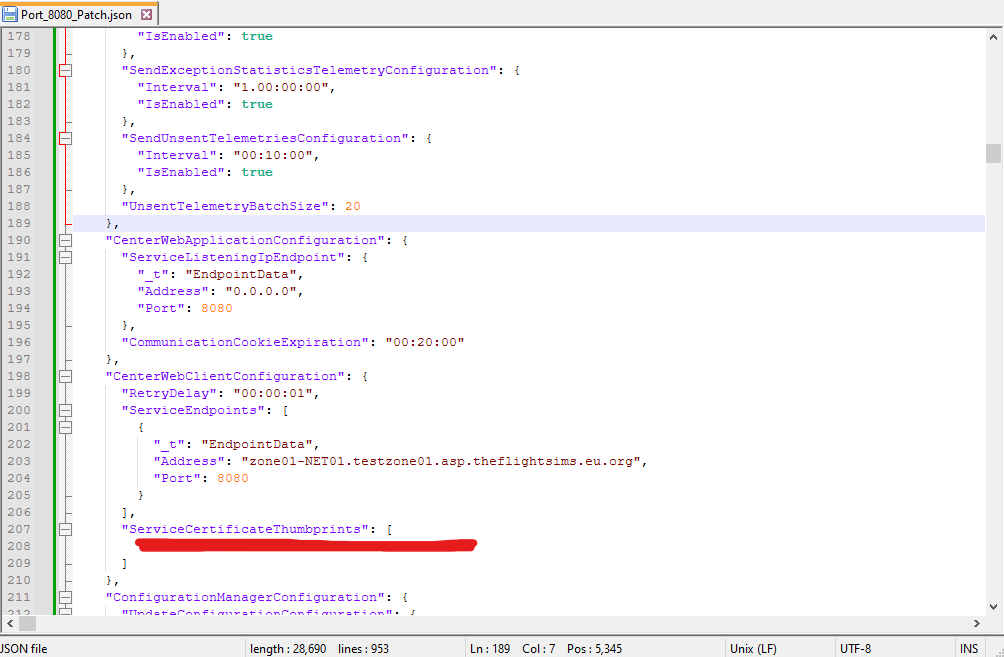 Port_8080_Patch.json
178 "IsEnabled": true
179 },
180 "SendExceptionStatisticsTelemetryConfiguration": {
181 "Interval": "1.00:00:00",
182 "IsEnabled": true
183 },
184 "SendUnsentTelemetriesConfiguration": {
185 "Interval": "00:10:00",
186 "IsEnabled": true
187 },
188 "UnsentTelemetryBatchSize": 20
189 },
190 "CenterWebApplicationConfiguration": {
191 "ServiceListeningIpEndpoint": {
192 "_t": "EndpointData",
193 "Address": "0.0.0.0",
194 "Port": 8080
195 },
196 "CommunicationCookieExpiration": "00:20:00"
197 },
198 "CenterWebClientConfiguration": {
199 "RetryDelay": "00:00:01",
200 "ServiceEndpoints": [
201 {
202 "_t": "EndpointData",
203 "Address": "zone01-NET01.testzone01.asp.theflightsims.eu.org",
204 "Port": 8080
205 }
206 ],
207 "ServiceCertificateThumbprints": [
208
209 ]
210 },
211 "ConfigurationManagerConfiguration": {
212 "UpdateConfigurationConfiguration": {
JSON file length : 28,690 lines : 953 Ln : 189 Col : 7 Pos : 5,345 Unix (LF) UTF-8 INS